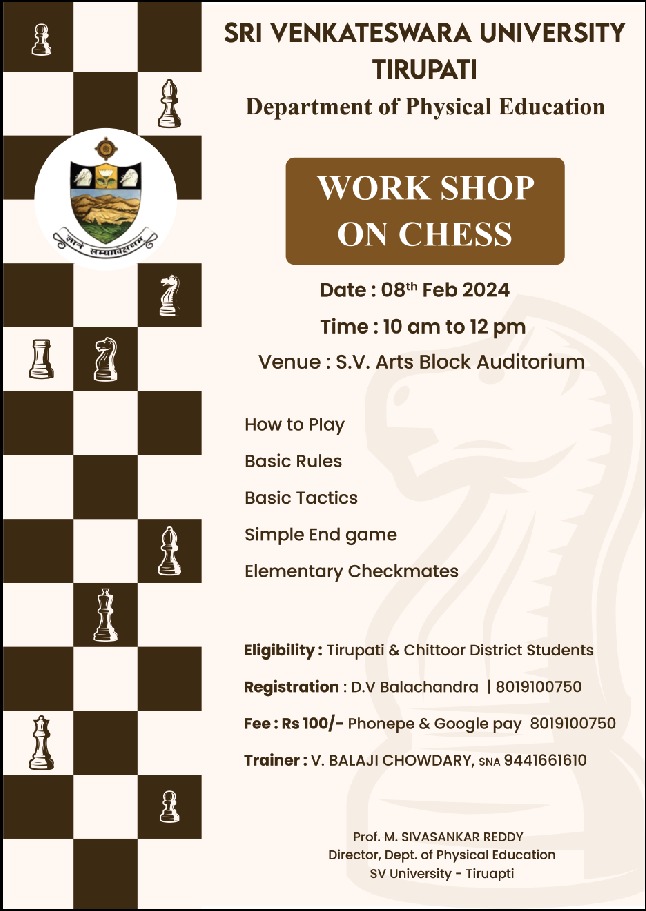 SRI VENKATESWARA UNIVERSITY
TIRUPATI
Department of Physical Education
WORK SHOP
ON CHESS
Date : 08th Feb 2024
Time : 10 am to 12 pm
Venue : S.V. Arts Block Auditorium
How to Play
Basic Rules
Basic Tactics
Simple End game
Elementary Checkmates
Eligibility : Tirupati & Chittoor District Students
Registration : D.V Balachandra | 8019100750
Fee : Rs 100/- Phonepe & Google pay 8019100750
Trainer : V. BALAJI CHOWDARY, SNA 9441661610
Prof. M. SIVASANKAR REDDY
Director, Dept. of Physical Education
SV University - Tiruapti